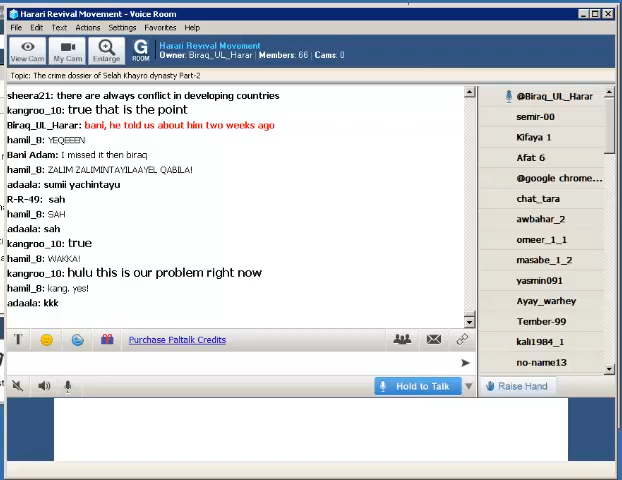 Harari Revival Movement - Voice Room
File Edit Text Actions Settings Favorites Help
View Cam My Cam Enlarge G ROOM
Harari Revival Movement
Owner: Biraq_UL_Harar | Members: 66 | Cams: 0
Topic: The crime dossier of Selah Khayro dynasty Part-2
sheera21: there are always conflict in developing countries
kangroo_10: true that is the point
Biraq_UL_Harar: bani, he told us about him two weeks ago
hamil_8: YEQEEEN
Bani Adam: I missed it then biraq
hamil_8: ZALIM ZALIMINTAYILAAYEL QABILA!
adaala: sumii yachintayu
R-R-49: sah
hamil_8: SAH
adaala: sah
kangroo_10: true
hamil_8: WAKKA!
kangroo_10: hulu this is our problem right now
hamil_8: kang, yes!
adaala: kkk
@Biraq_UL_Harar
semir-00
Kifaya 1
Afat 6
@google chrome...
chat_tara
awbahar_2
omeer_1_1
masabe_1_2
yasmin091
Ayay_warhey
Tember-99
kali1984_1
no-name13
T Purchase Paltalk Credits
Hold to Talk
Raise Hand